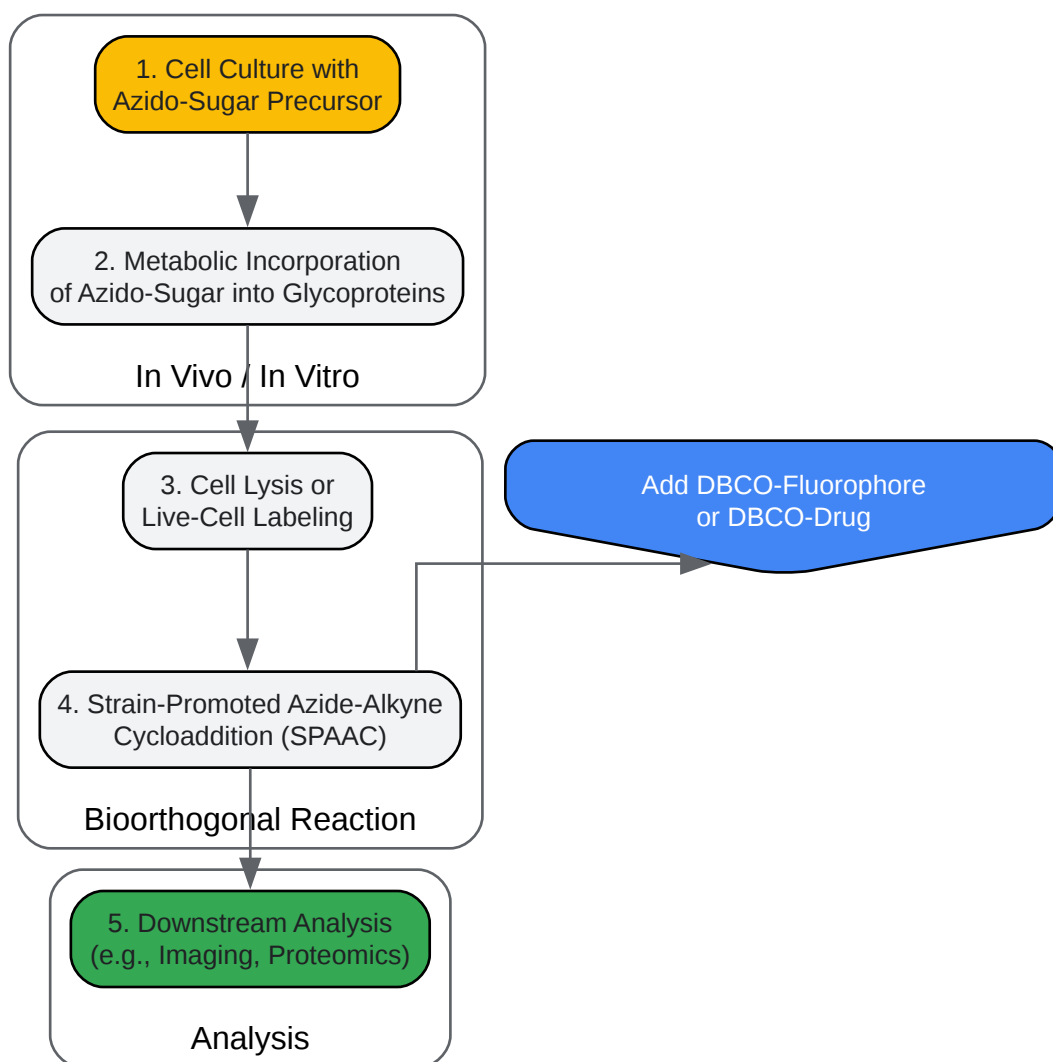 1. Cell Culture with
Azido-Sugar Precursor
2. Metabolic Incorporation
of Azido-Sugar into Glycoproteins
In Vivo / In Vitro
3. Cell Lysis or
Live-Cell Labeling
Add DBCO-Fluorophore
or DBCO-Drug
4. Strain-Promoted Azide-Alkyne
Cycloaddition (SPAAC)
Bioorthogonal Reaction
5. Downstream Analysis
(e.g., Imaging, Proteomics)
Analysis